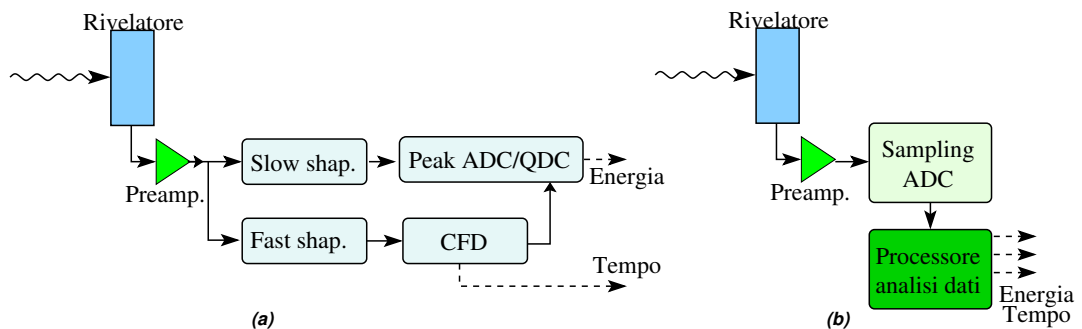 Rivelatore
Preamp.
Slow shap.
Peak ADC/QDC
Energia
Fast shap.
CFD
Tempo
(a)
Rivelatore
Preamp.
Sampling
ADC
Processore
analisi dati
Energia
Tempo
(b)